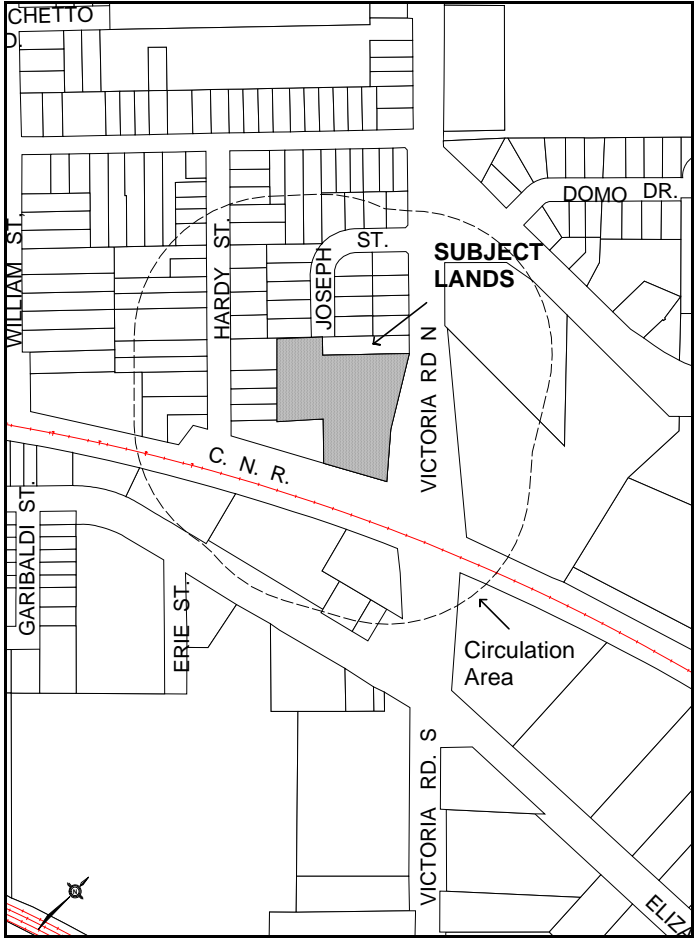 CHETTO
D.
DOMO DR.
WILLIAM ST.
HARDY ST.
JOSEPH
ST.
SUBJECT
LANDS
VICTORIA RD N
C. N. R.
GARIBALDI ST.
ERIE ST.
Circulation
Area
VICTORIA RD. S
ELIZA
N